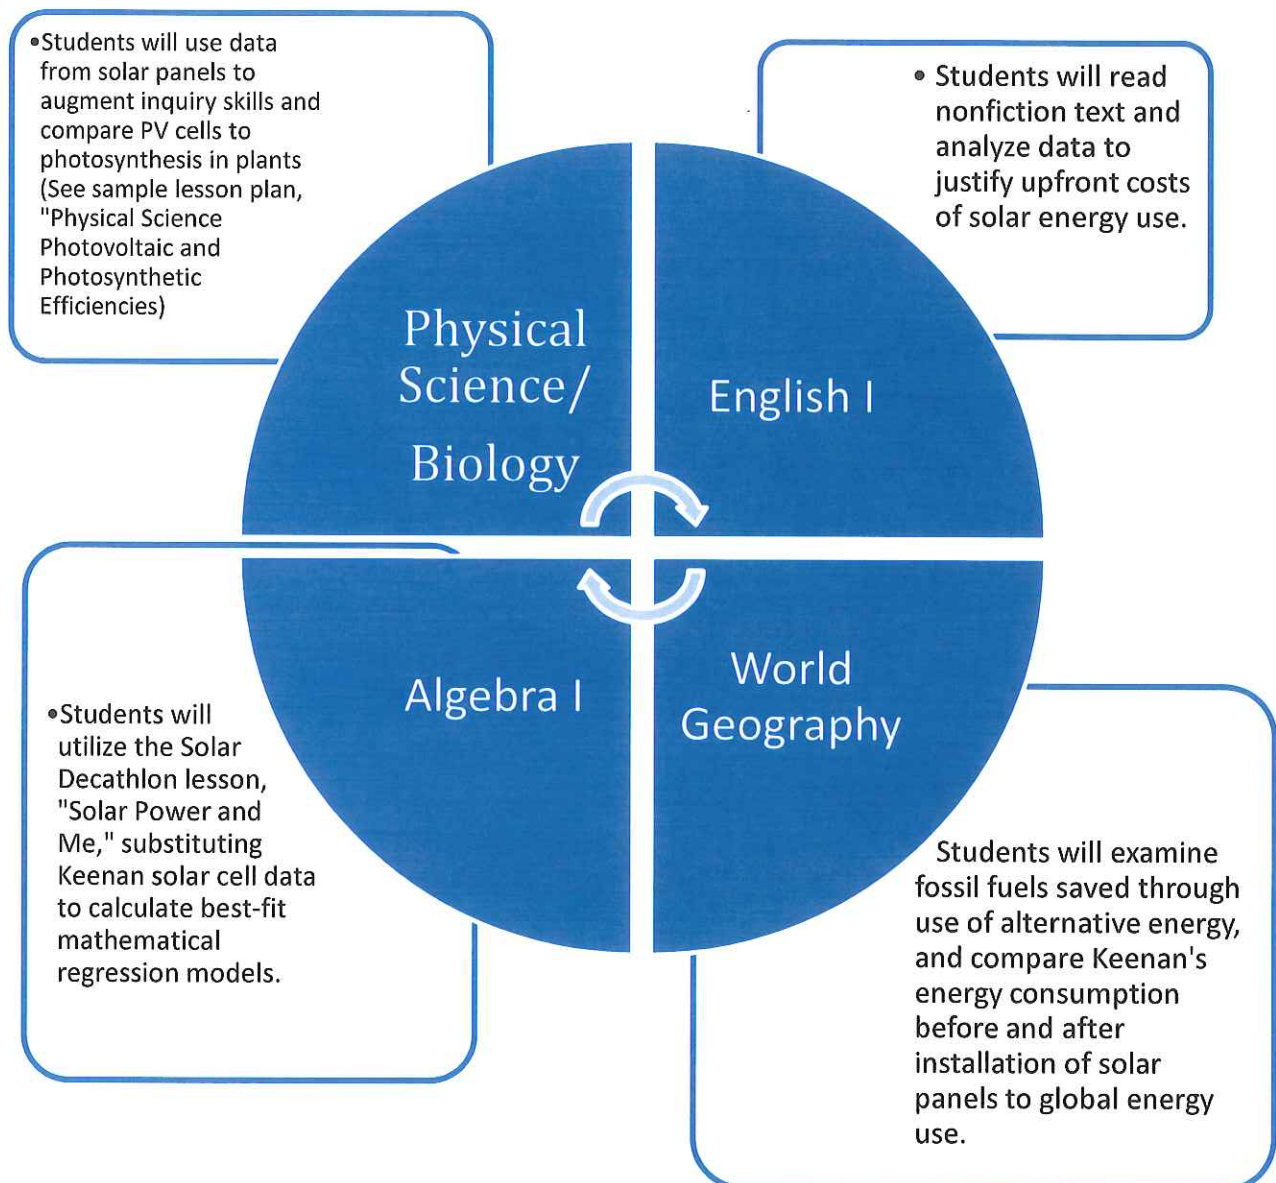 •Students will use data
from solar panels to
augment inquiry skills and
compare PV cells to
photosynthesis in plants
(See sample lesson plan,
"Physical Science
Photovoltaic and
Photosynthetic
Efficiencies)
• Students will read
nonfiction text and
analyze data to
justify upfront costs
of solar energy use.
Physical
Science/
Biology
English I
Algebra I
World
Geography
•Students will
utilize the Solar
Decathlon lesson,
"Solar Power and
Me," substituting
Keenan solar cell data
to calculate best-fit
mathematical
regression models.
Students will examine
fossil fuels saved through
use of alternative energy,
and compare Keenan's
energy consumption
before and after
installation of solar
panels to global energy
use.